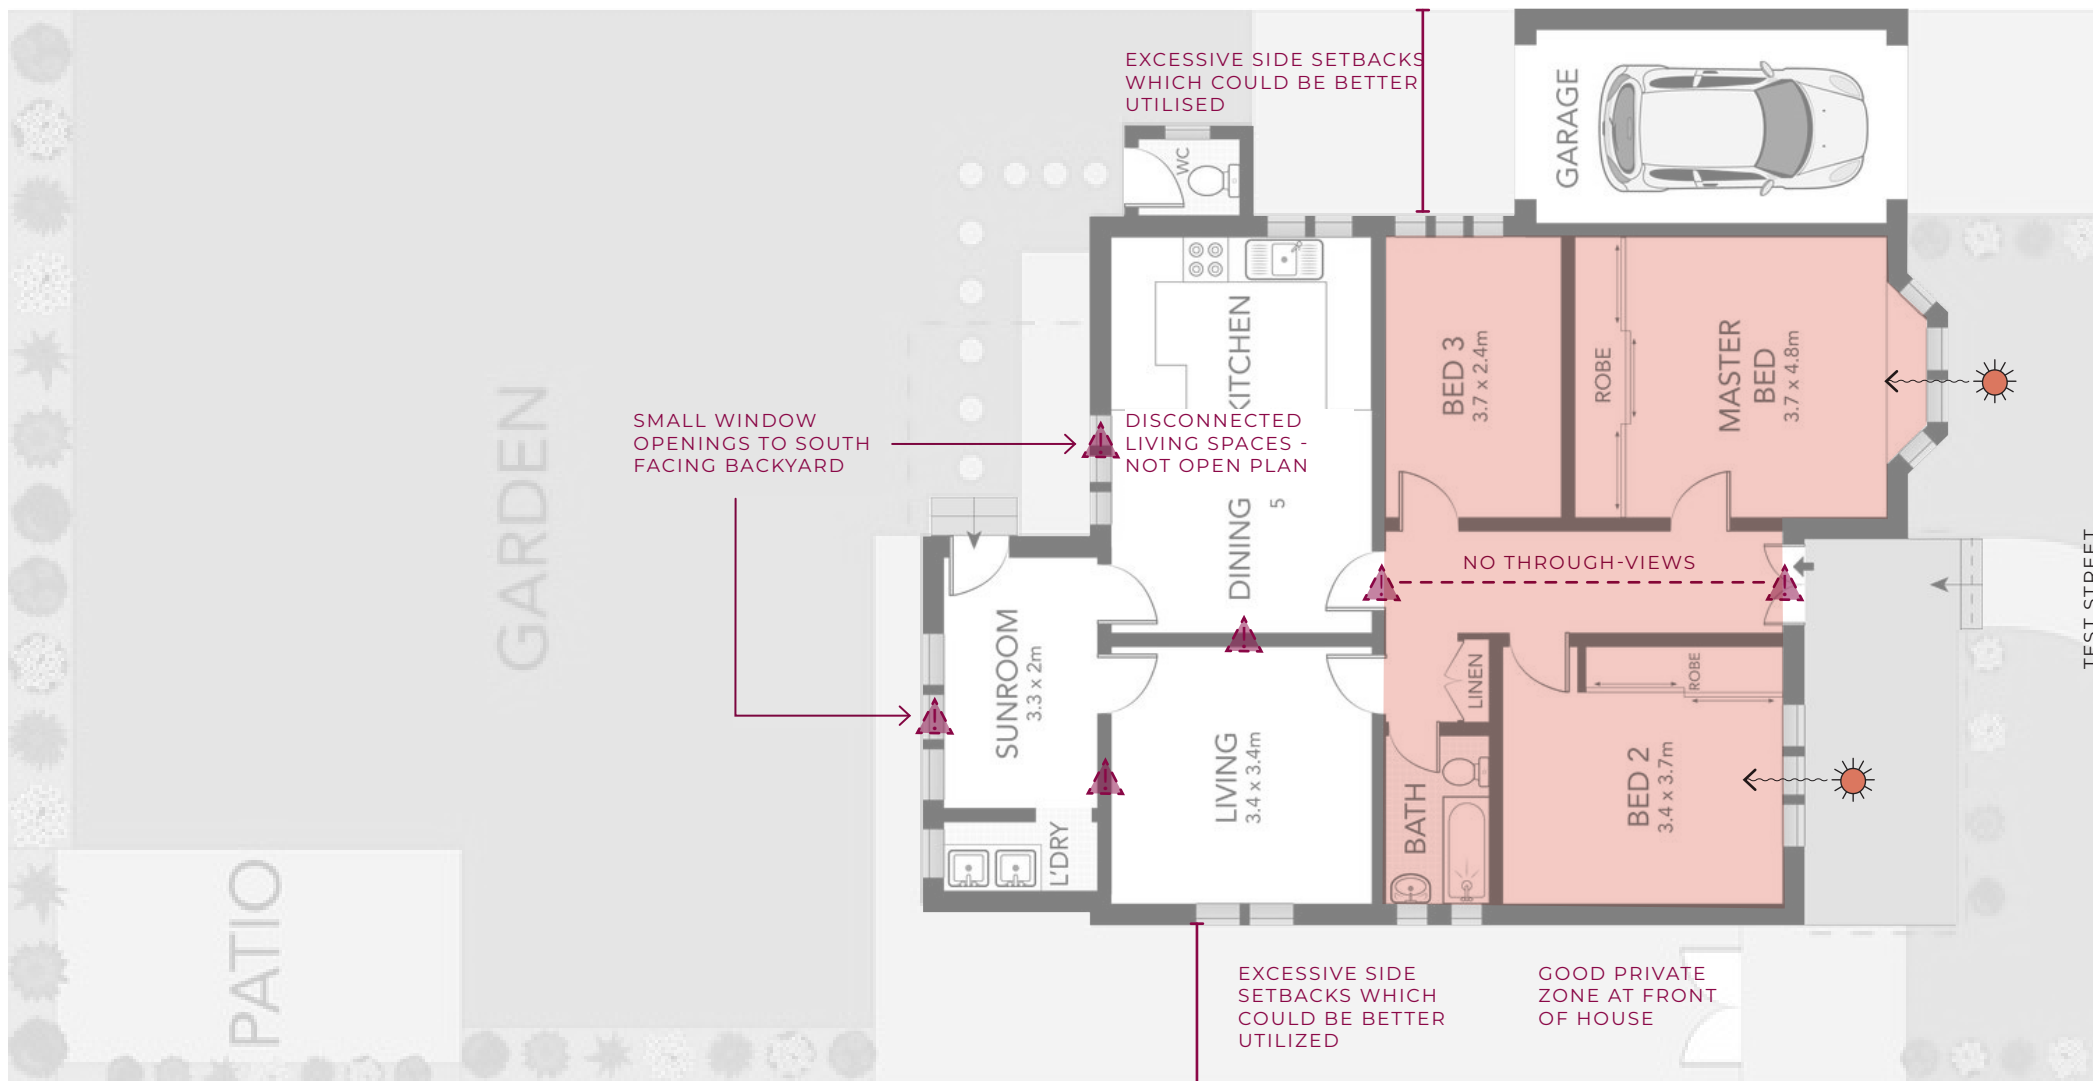 EXCESSIVE SIDE SETBACKS
WHICH COULD BE BETTER
UTILISED
GARAGE
WC
KITCHEN
DINING
5
BED 3
3.7 x 2.4m
ROBE
MASTER
BED
3.7 x 4.8m
SMALL WINDOW
OPENINGS TO SOUTH
FACING BACKYARD
DISCONNECTED
LIVING SPACES -
NOT OPEN PLAN
GARDEN
NO THROUGH-VIEWS
TEST STREET
SUNROOM
3.3 x 2m
LIVING
3.4 x 3.4m
LINEN
ROBE
BATH
BED 2
3.4 x 3.7m
L'DRY
PATIO
EXCESSIVE SIDE
SETBACKS WHICH
COULD BE BETTER
UTILIZED
GOOD PRIVATE
ZONE AT FRONT
OF HOUSE